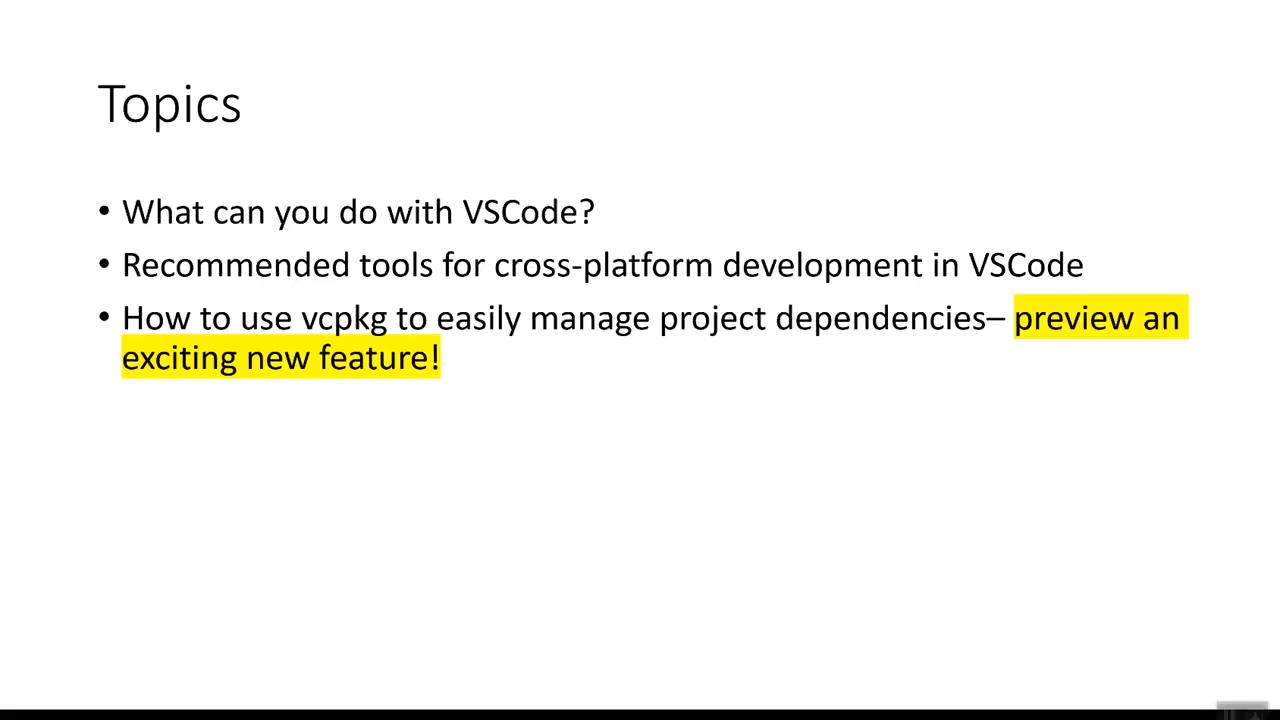 Topics
• What can you do with VSCode?
• Recommended tools for cross-platform development in VSCode
• How to use vcpkg to easily manage project dependencies– preview an
exciting new feature!